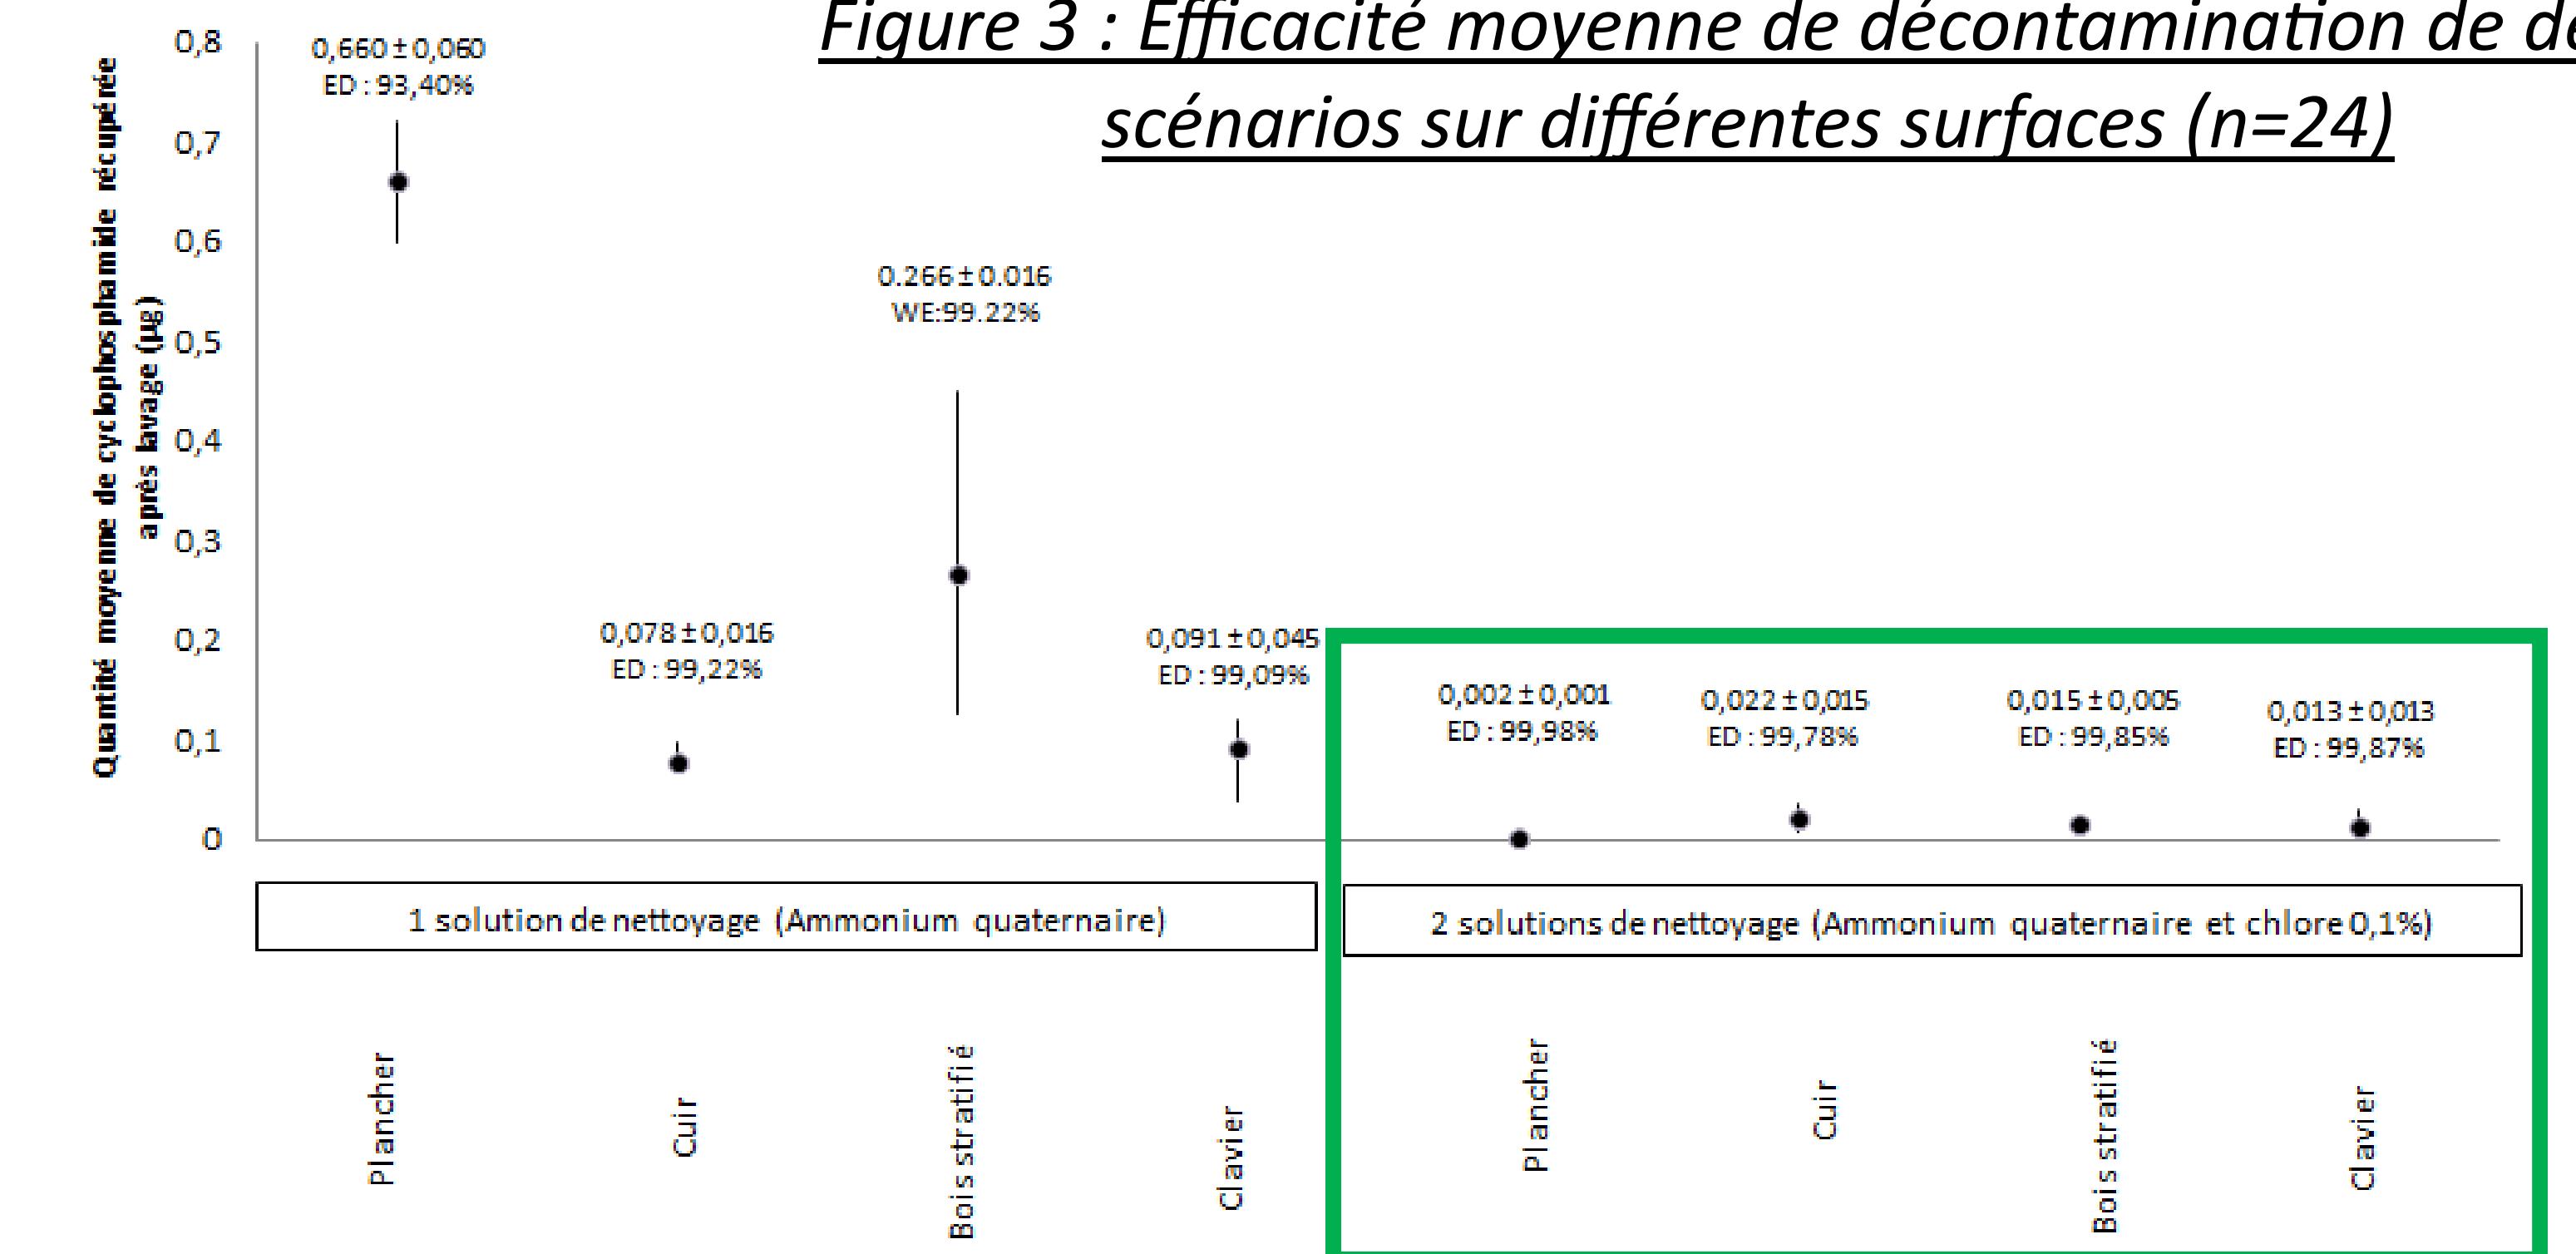 Figure 3 : Efficacité moyenne de décontamination de
scénarios sur différentes surfaces (n=24)
Quantité moyenne de cyclophosphamide récupérée
après lavage (µg)
0,8
0,7
0,6
0,5
0,4
0,3
0,2
0,1
0
0,660±0,060
ED : 93,40%
0,078±0,016
ED : 99,22%
0.266±0.016
WE:99.22%
0,091±0,045
ED : 99,09%
0,002±0,001
ED : 99,98%
0,022±0,015
ED : 99,78%
0,015±0,005
ED : 99,85%
0,013±0,013
ED : 99,87%
1 solution de nettoyage (Ammonium quaternaire)
2 solutions de nettoyage (Ammonium quaternaire et chlore 0,1%)
Plancher
Cuir
Bois stratifié
Clavier
Plancher
Cuir
Bois stratifié
Clavier